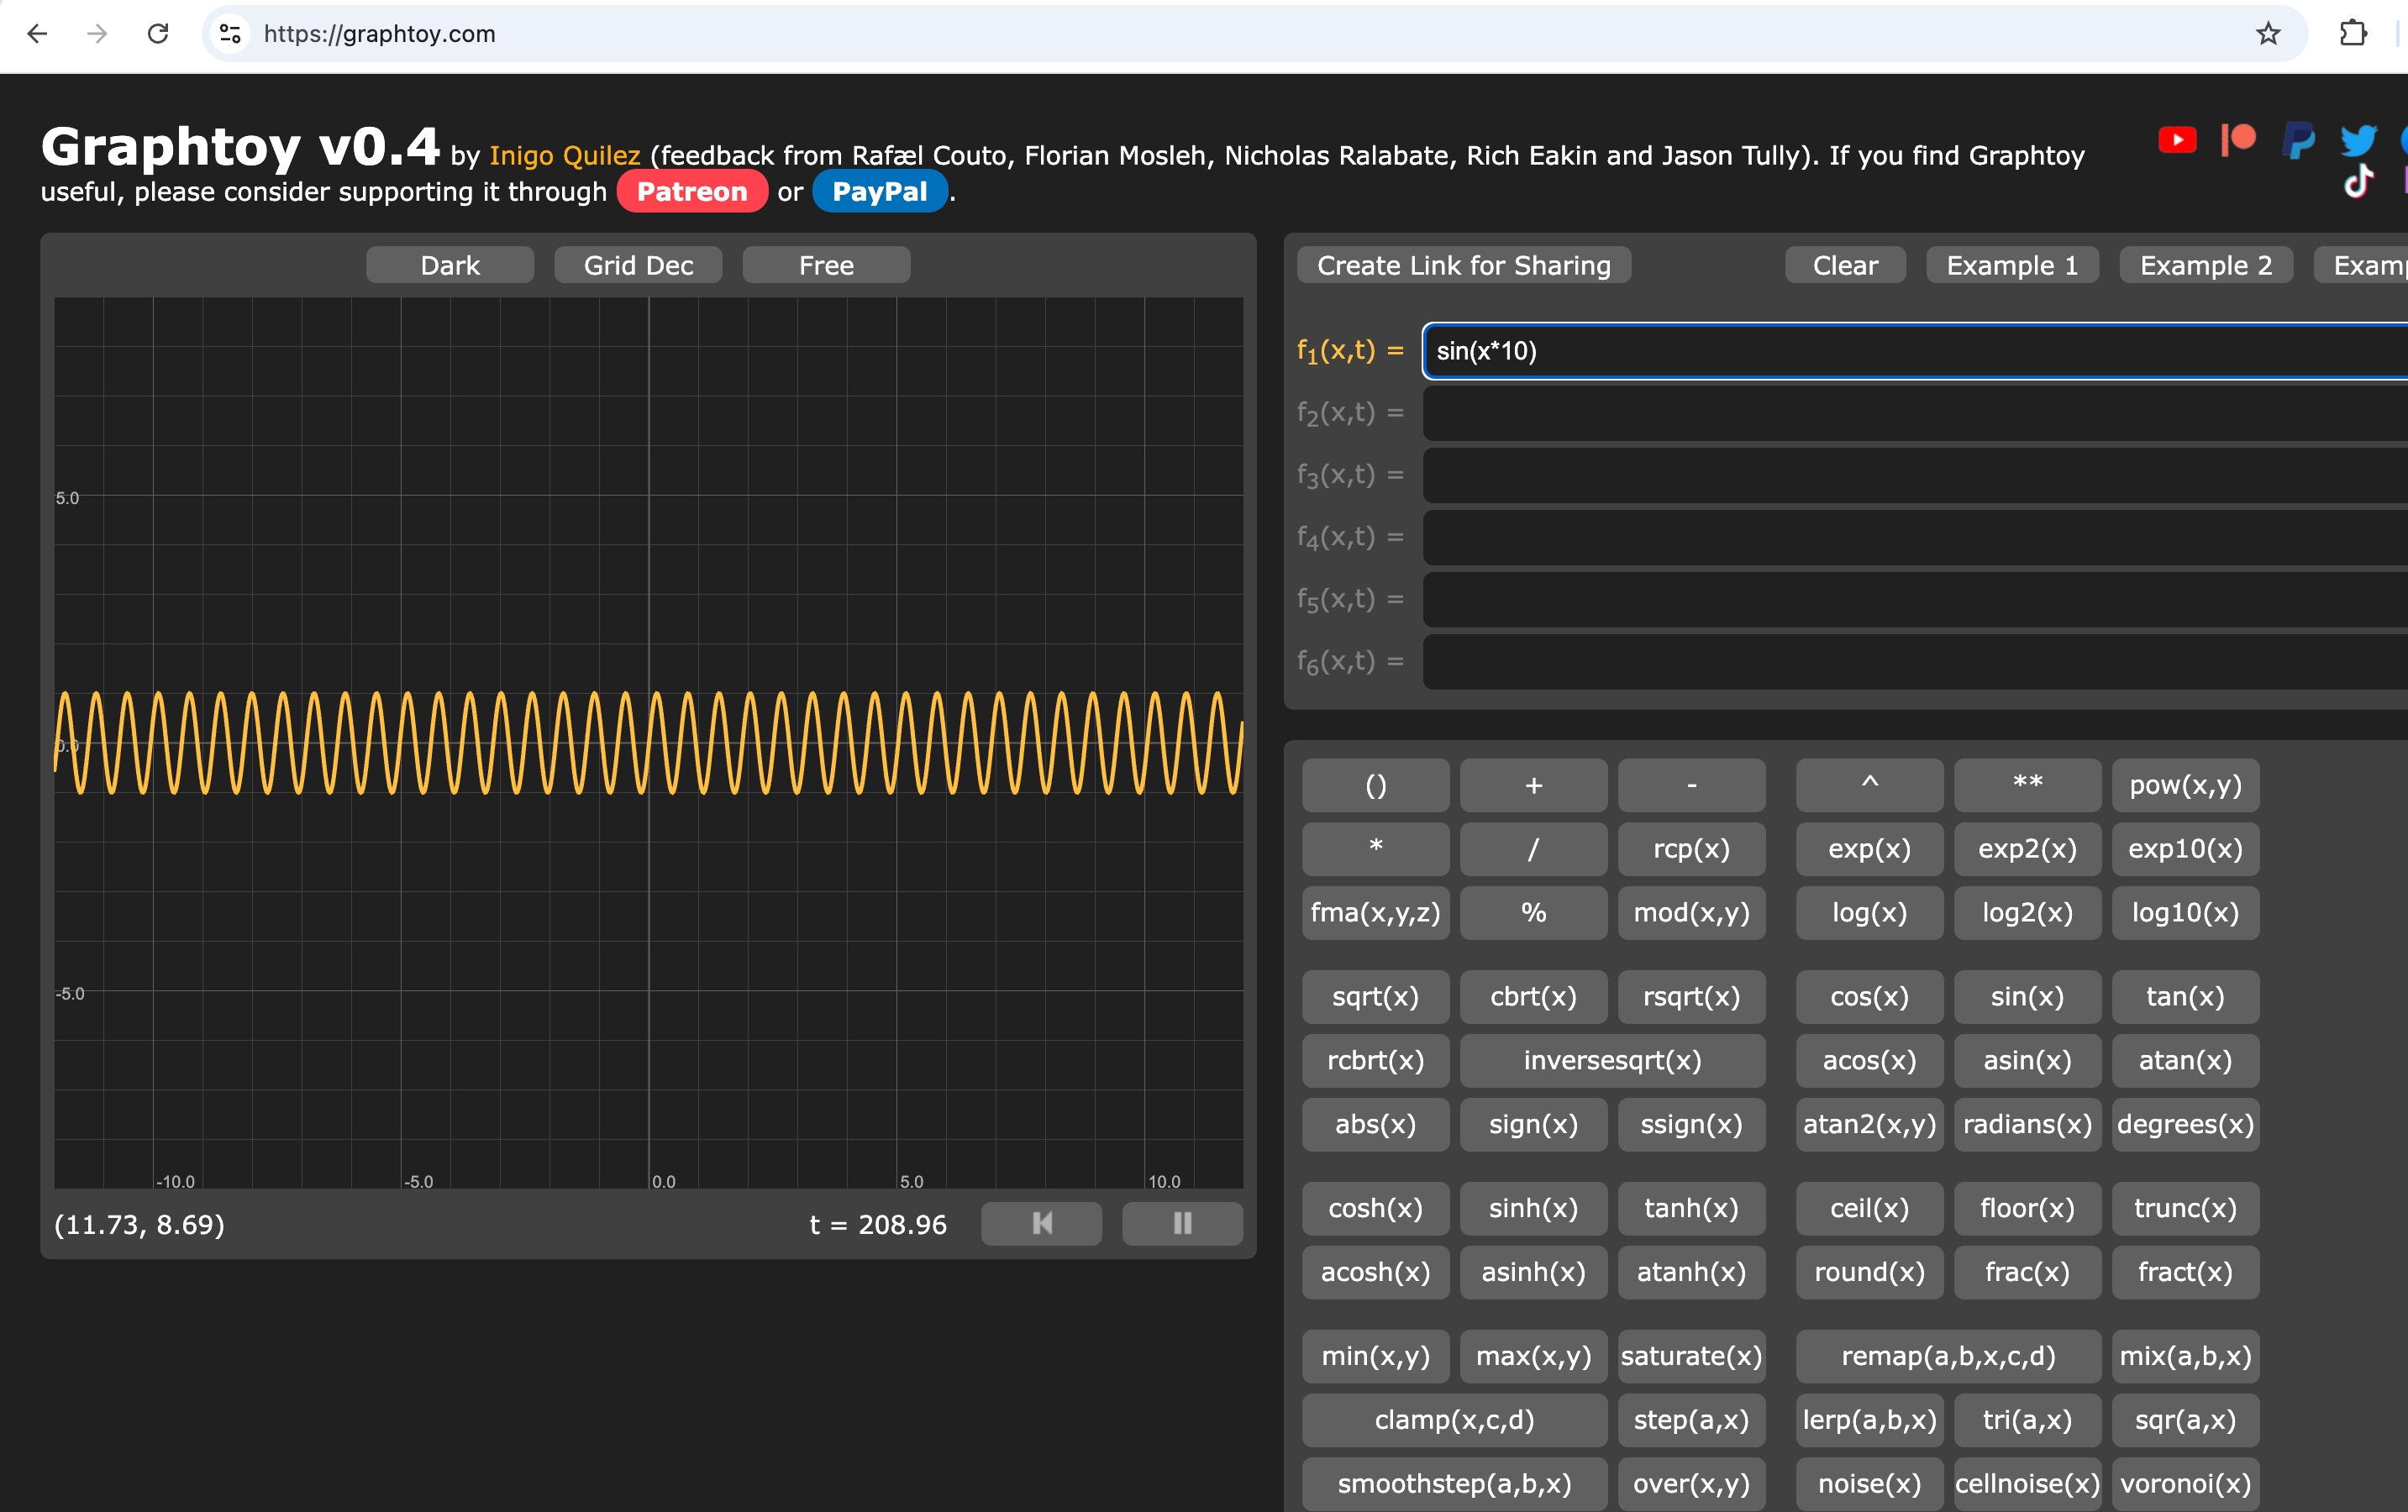 https://graphtoy.com
Graphtoy v0.4 by Inigo Quilez (feedback from Rafæl Couto, Florian Mosleh, Nicholas Ralabate, Rich Eakin and Jason Tully). If you find Graphtoy
useful, please consider supporting it through Patreon or PayPal.
Dark Grid Dec Free
5.0
0.0
-5.0
-10.0 -5.0 0.0 5.0 10.0
(11.73, 8.69) t = 208.96
Create Link for Sharing Clear Example 1 Example 2 Examp
f1(x,t) = sin(x*10)
f2(x,t) =
f3(x,t) =
f4(x,t) =
f5(x,t) =
f6(x,t) =
() + - ^ ** pow(x,y)
* / rcp(x) exp(x) exp2(x) exp10(x)
fma(x,y,z) % mod(x,y) log(x) log2(x) log10(x)
sqrt(x) cbrt(x) rsqrt(x) cos(x) sin(x) tan(x)
rcbrt(x) inversesqrt(x) acos(x) asin(x) atan(x)
abs(x) sign(x) ssign(x) atan2(x,y) radians(x) degrees(x)
cosh(x) sinh(x) tanh(x) ceil(x) floor(x) trunc(x)
acosh(x) asinh(x) atanh(x) round(x) frac(x) fract(x)
min(x,y) max(x,y) saturate(x) remap(a,b,x,c,d) mix(a,b,x)
clamp(x,c,d) step(a,x) lerp(a,b,x) tri(a,x) sqr(a,x)
smoothstep(a,b,x) over(x,y) noise(x) cellnoise(x) voronoi(x)